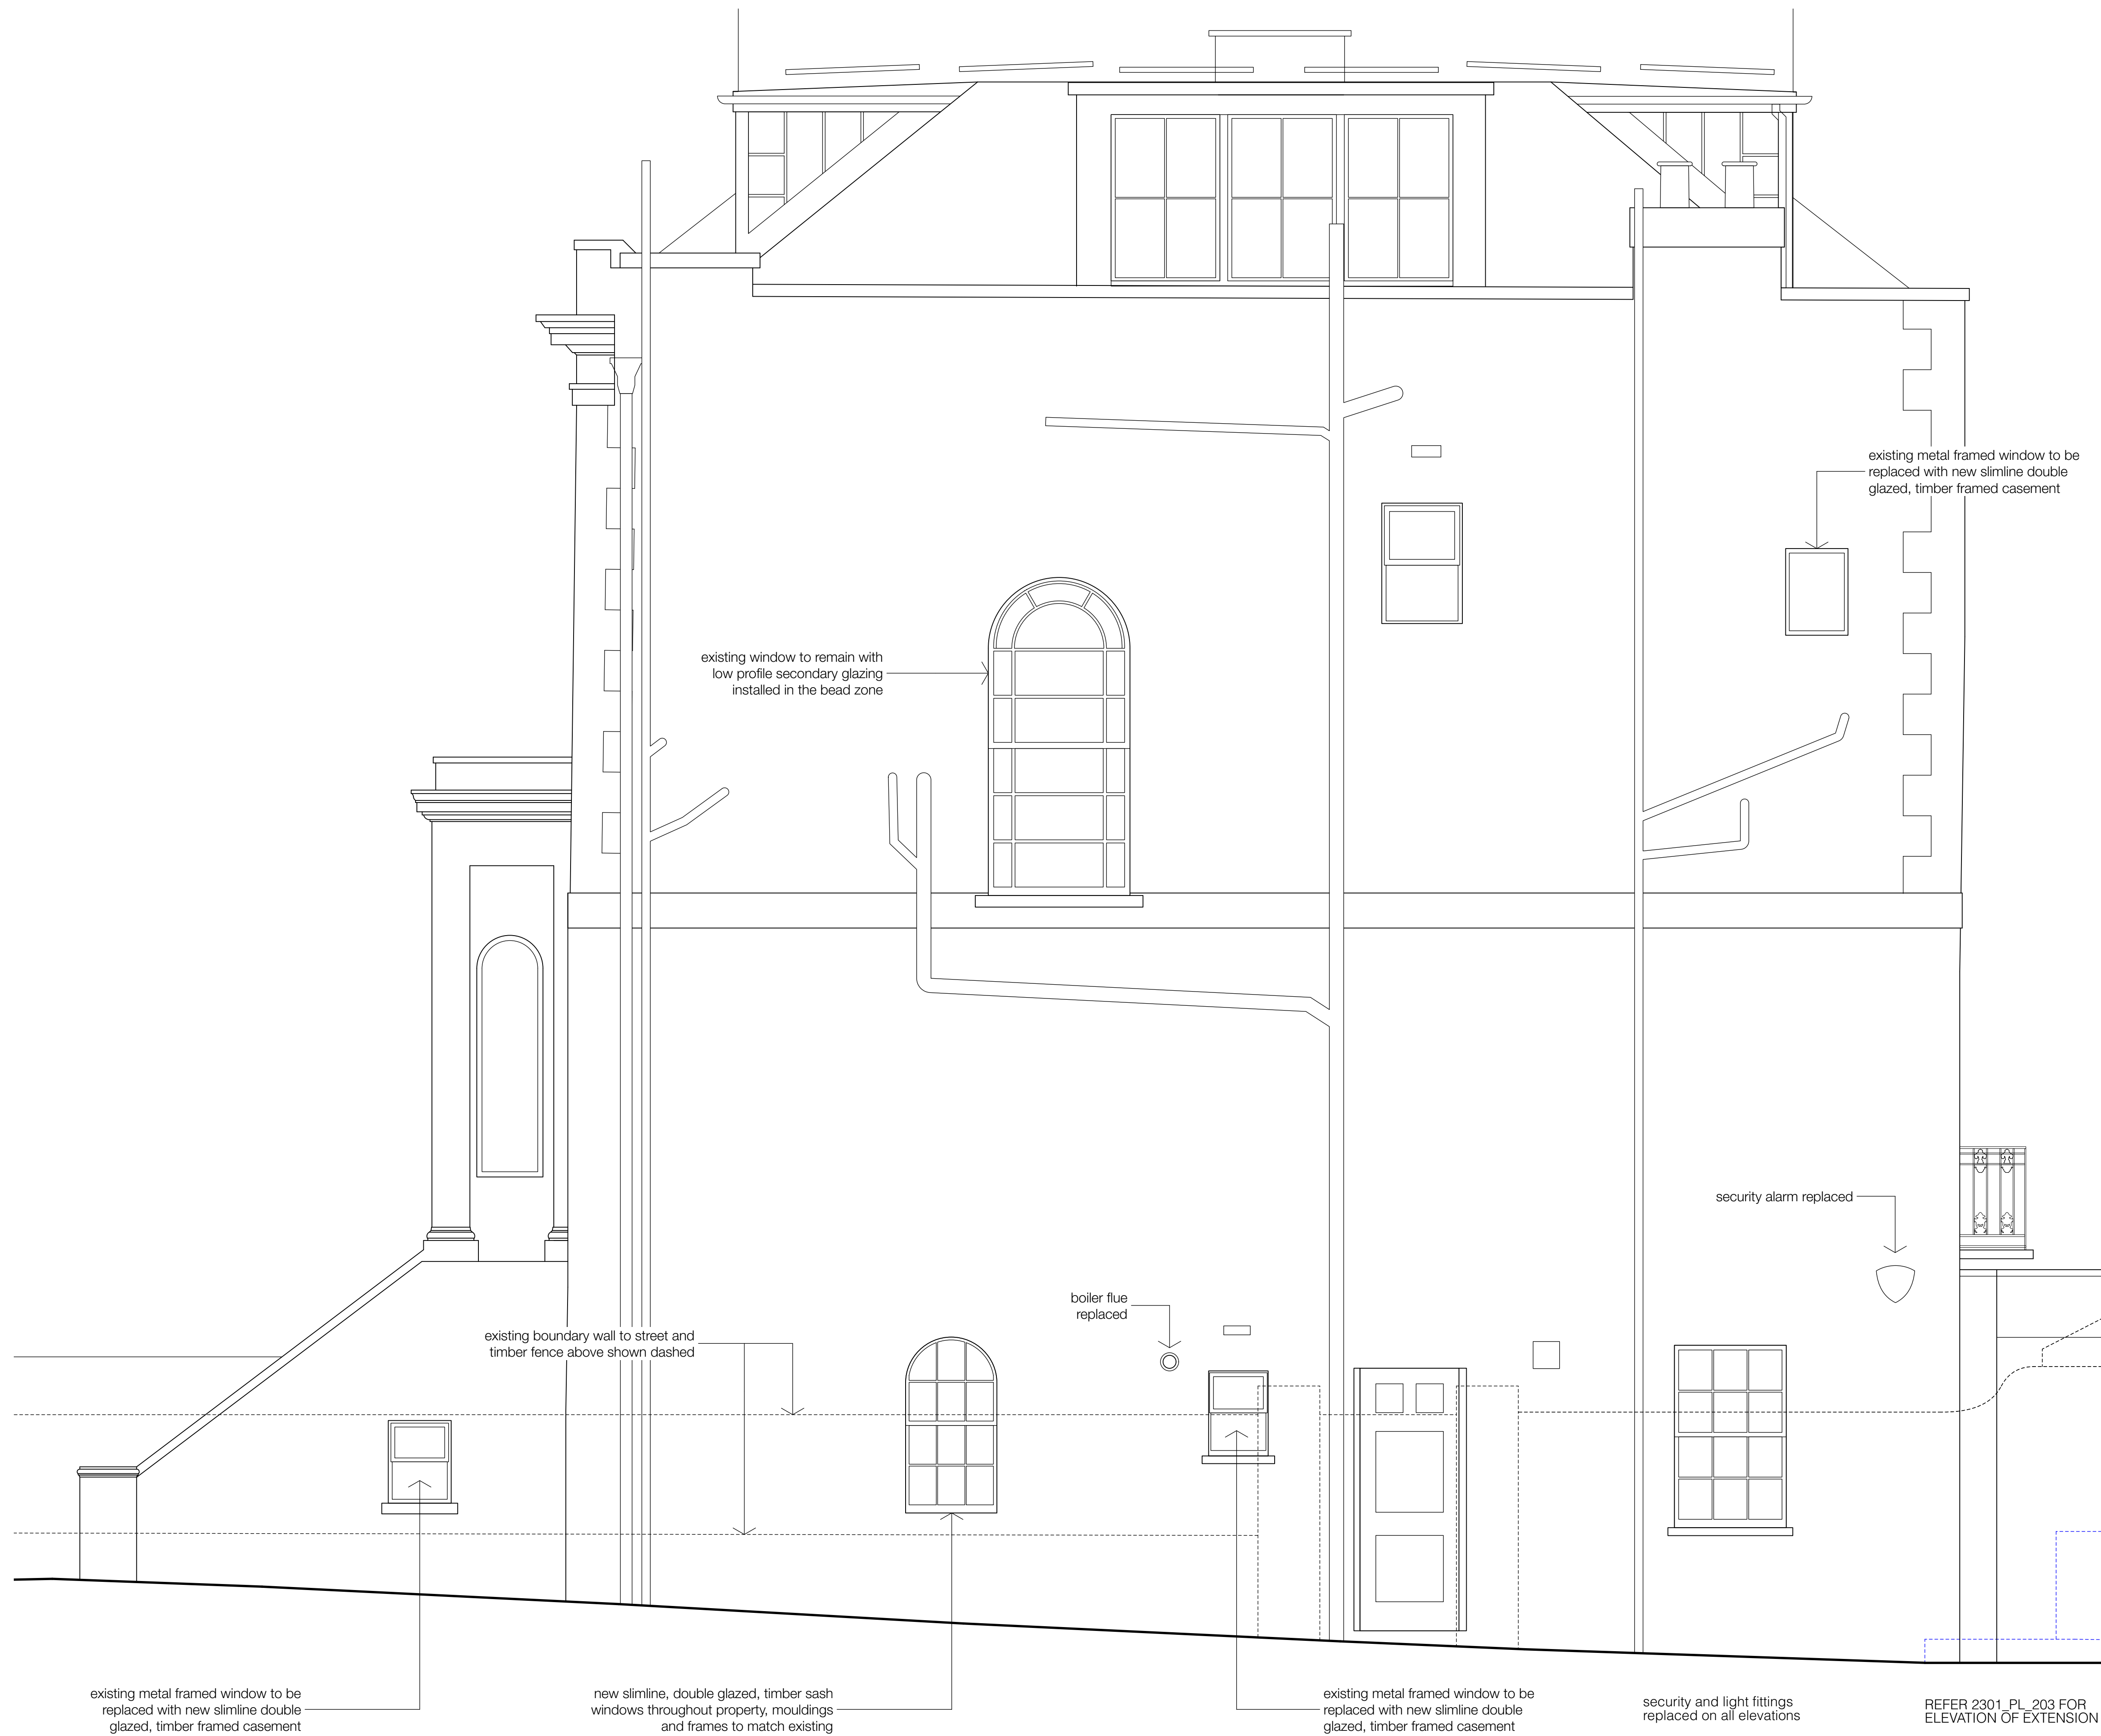 existing metal framed window to be
replaced with new slimline double
glazed, timber framed casement
existing window to remain with
low profile secondary glazing
installed in the bead zone
security alarm replaced
boiler flue
replaced
existing boundary wall to street and
timber fence above shown dashed
existing metal framed window to be
replaced with new slimline double
glazed, timber framed casement
new slimline, double glazed, timber sash
windows throughout property, mouldings
and frames to match existing
existing metal framed window to be
replaced with new slimline double
glazed, timber framed casement
security and light fittings
replaced on all elevations
REFER 2301_PL_203 FOR
ELEVATION OF EXTENSION